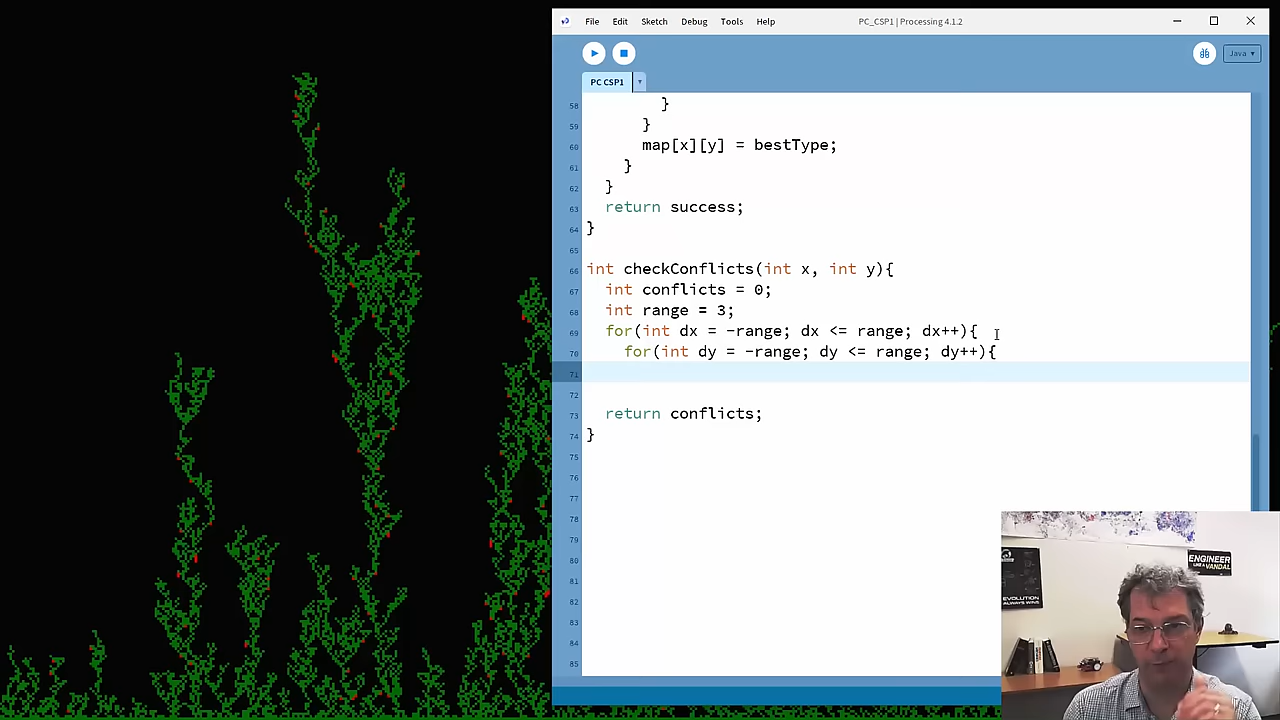 File Edit Sketch Debug Tools Help
PC_CSP1 | Processing 4.1.2
Java
PC CSP1
58 }
59 }
60 map[x][y] = bestType;
61 }
62 }
63 return success;
64 }
65
66 int checkConflicts(int x, int y){
67 int conflicts = 0;
68 int range = 3;
69 for(int dx = -range; dx <= range; dx++){
70 for(int dy = -range; dy <= range; dy++){
71
72
73 return conflicts;
74 }
75
76
77
78
79
80
81
82
83
84
85
ENGINEER
LIKE A VANDAL
EVOLUTION
ALWAYS WINS